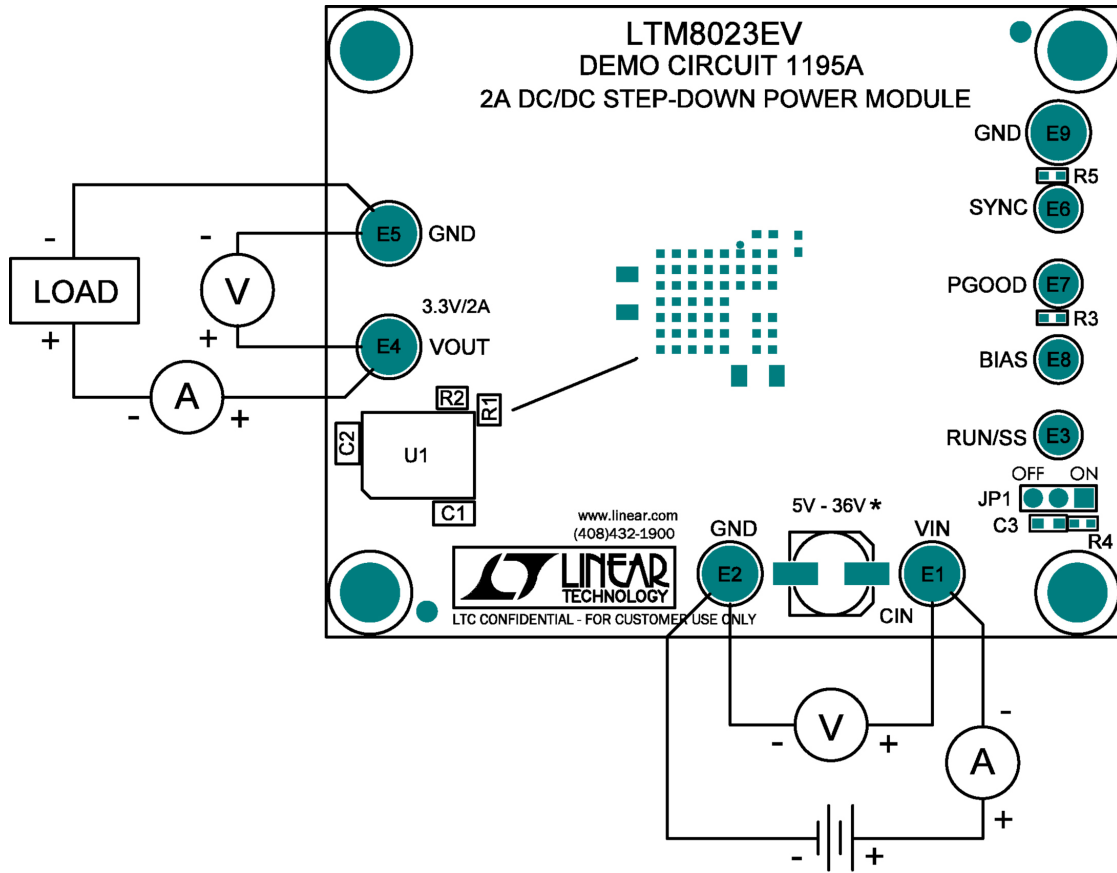 LTM8023EV
DEMO CIRCUIT 1195A
2A DC/DC STEP-DOWN POWER MODULE
GND E9
R5
SYNC E6
- E5 GND
-
LOAD
V
PGOOD E7
3.3V/2A
R3
+
+ E4 VOUT
BIAS E8
- A +
R2
R1
C2
U1
RUN/SS E3
OFF ON
JP1
C1
5V - 36V *
www.linear.com
(408)432-1900
GND
VIN
C3
R4
E2
E1
LINEAR
TECHNOLOGY
CIN
LTC CONFIDENTIAL - FOR CUSTOMER USE ONLY
-
- V +
A
+
- +